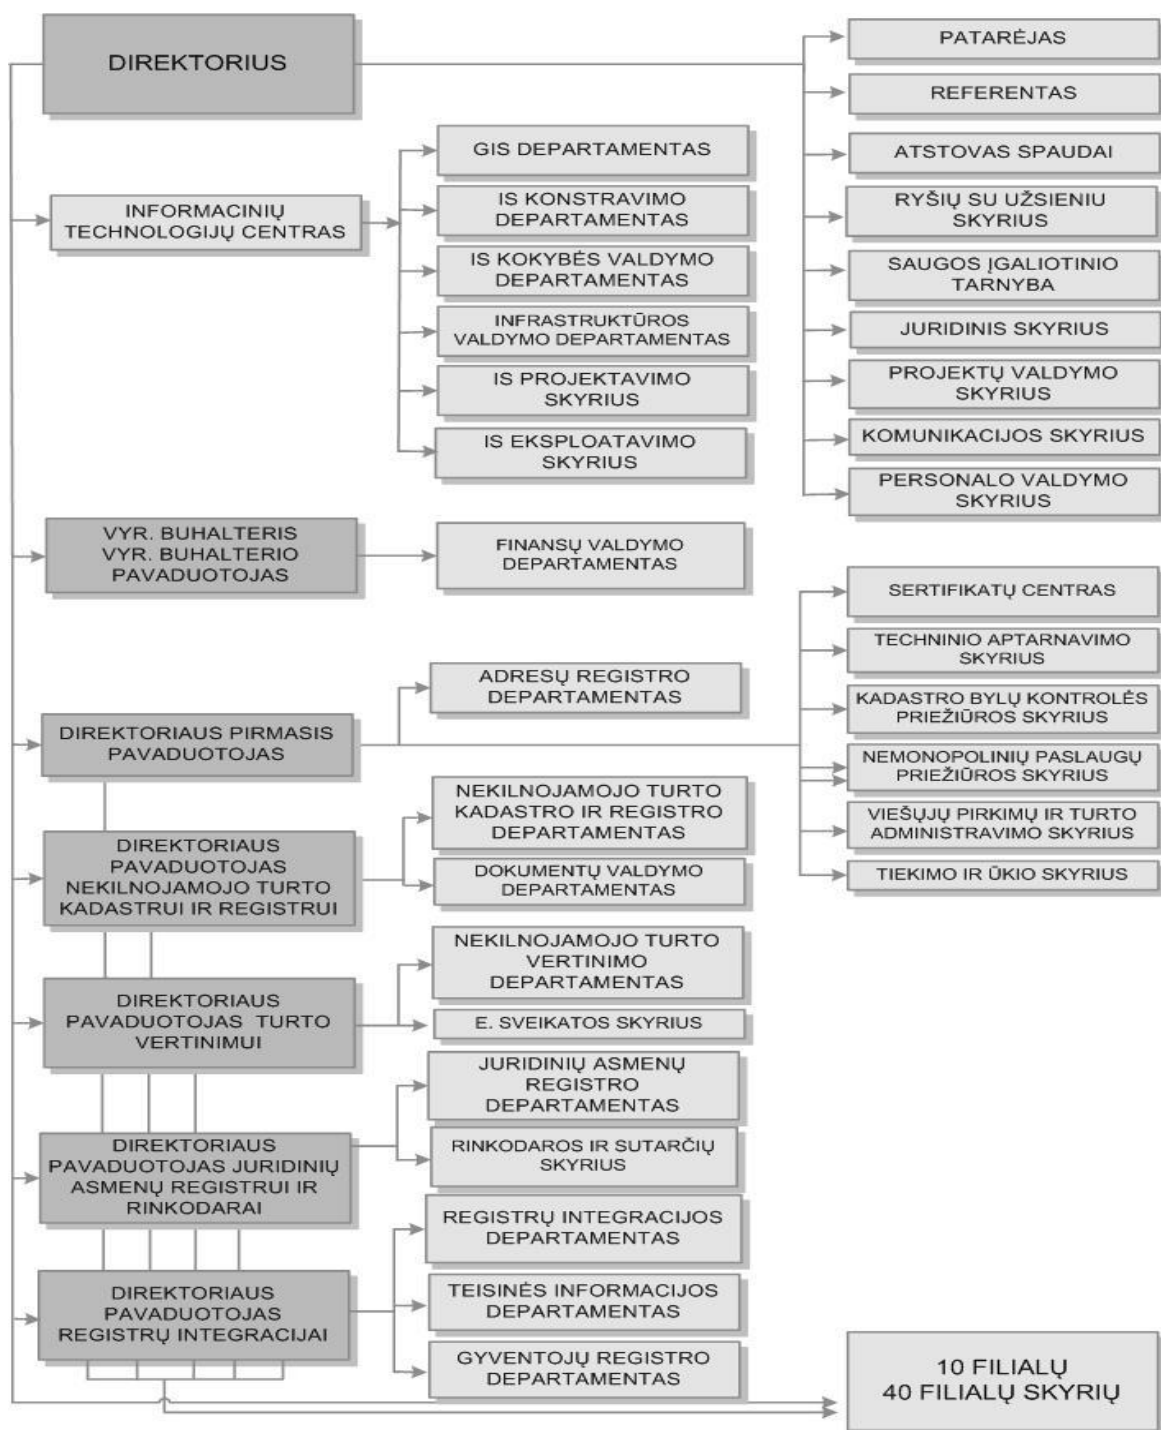 DIREKTORIUS
PATARĖJAS
REFERENTAS
ATSTOVAS SPAUDAI
RYŠIŲ SU UŽSIENIU
SKYRIUS
SAUGOS ĮGALIOTINIO
TARNYBA
JURIDINIS SKYRIUS
PROJEKTŲ VALDYMO
SKYRIUS
KOMUNIKACIJOS SKYRIUS
PERSONALO VALDYMO
SKYRIUS
INFORMACINIŲ
TECHNOLOGIJŲ CENTRAS
GIS DEPARTAMENTAS
IS KONSTRAVIMO
DEPARTAMENTAS
IS KOKYBĖS VALDYMO
DEPARTAMENTAS
INFRASTRUKTŪROS
VALDYMO DEPARTAMENTAS
IS PROJEKTAVIMO
SKYRIUS
IS EKSPLOATAVIMO
SKYRIUS
VYR. BUHALTERIS
VYR. BUHALTERIO
PAVADUOTOJAS
FINANSŲ VALDYMO
DEPARTAMENTAS
DIREKTORIAUS PIRMASIS
PAVADUOTOJAS
ADRESŲ REGISTRO
DEPARTAMENTAS
SERTIFIKATŲ CENTRAS
TECHNINIO APTARNAVIMO
SKYRIUS
KADASTRO BYLŲ KONTROLĖS
PRIEŽIŪROS SKYRIUS
NEMONOPOLINIŲ PASLAUGŲ
PRIEŽIŪROS SKYRIUS
VIEŠŲJŲ PIRKIMŲ IR TURTO
ADMINISTRAVIMO SKYRIUS
TIEKIMO IR ŪKIO SKYRIUS
DIREKTORIAUS
PAVADUOTOJAS
NEKILNOJAMOJO TURTO
KADASTRUI IR REGISTRUI
NEKILNOJAMOJO TURTO
KADASTRO IR REGISTRO
DEPARTAMENTAS
DOKUMENTŲ VALDYMO
DEPARTAMENTAS
DIREKTORIAUS
PAVADUOTOJAS TURTO
VERTINIMUI
NEKILNOJAMOJO TURTO
VERTINIMO
DEPARTAMENTAS
E. SVEIKATOS SKYRIUS
DIREKTORIAUS
PAVADUOTOJAS JURIDINIŲ
ASMENŲ REGISTRUI IR
RINKODARAI
JURIDINIŲ ASMENŲ
REGISTRO
DEPARTAMENTAS
RINKODAROS IR SUTARČIŲ
SKYRIUS
DIREKTORIAUS
PAVADUOTOJAS
REGISTRŲ INTEGRACIJAI
REGISTRŲ INTEGRACIJOS
DEPARTAMENTAS
TEISINĖS INFORMACIJOS
DEPARTAMENTAS
GYVENTOJŲ REGISTRO
DEPARTAMENTAS
10 FILIALŲ
40 FILIALŲ SKYRIŲ